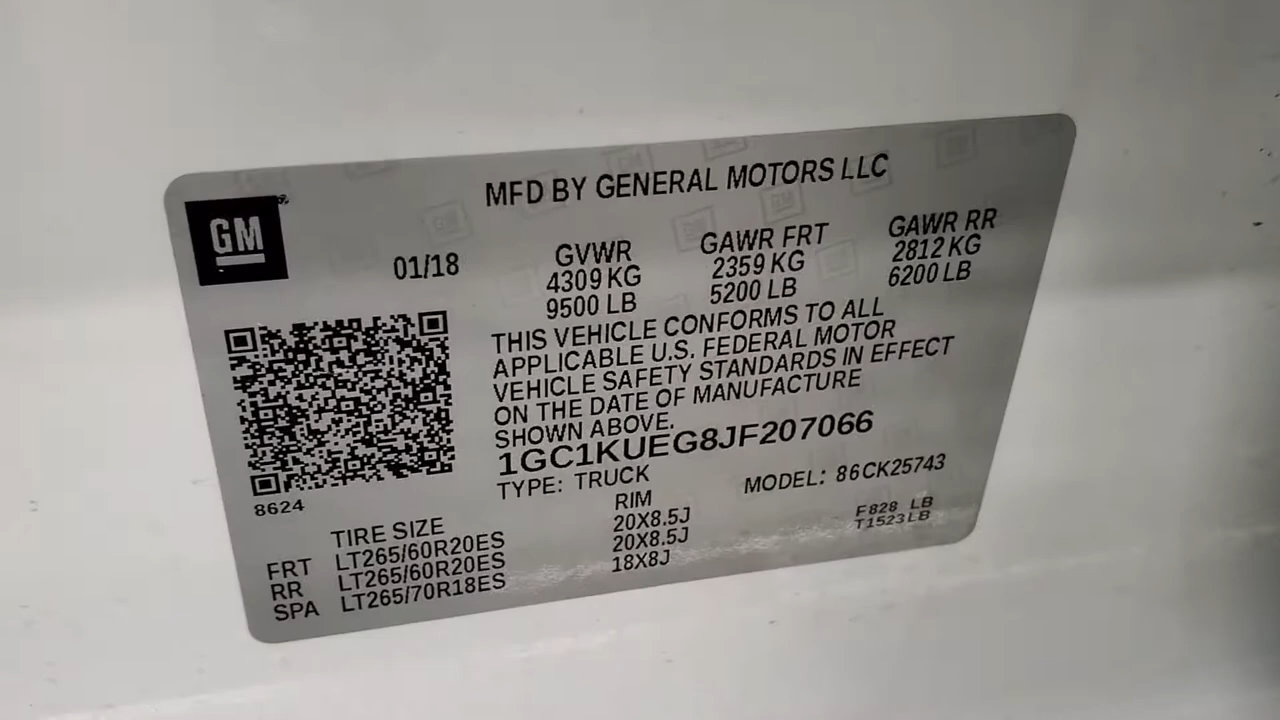 MFD BY GENERAL MOTORS LLC
GM
01/18
GVWR GAWR FRT GAWR RR
4309 KG 2359 KG 2812 KG
9500 LB 5200 LB 6200 LB
THIS VEHICLE CONFORMS TO ALL
APPLICABLE U.S. FEDERAL MOTOR
VEHICLE SAFETY STANDARDS IN EFFECT
ON THE DATE OF MANUFACTURE
SHOWN ABOVE.
1GC1KUEG8JF207066
TYPE: TRUCK MODEL: 86CK25743
8624
TIRE SIZE RIM
FRT LT265/60R20ES 20X8.5J
RR LT265/60R20ES 20X8.5J
SPA LT265/70R18ES 18X8J
F828 LB
T1523LB